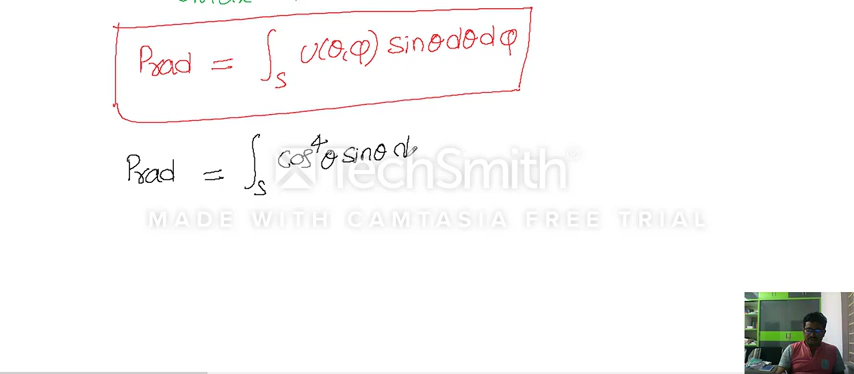 Prad = ∫s U(θ,φ) sinθ dθ dφ
Prad = ∫s cos⁴θ sinθ d
TechSmith
MADE WITH CAMTASIA FREE TRIAL